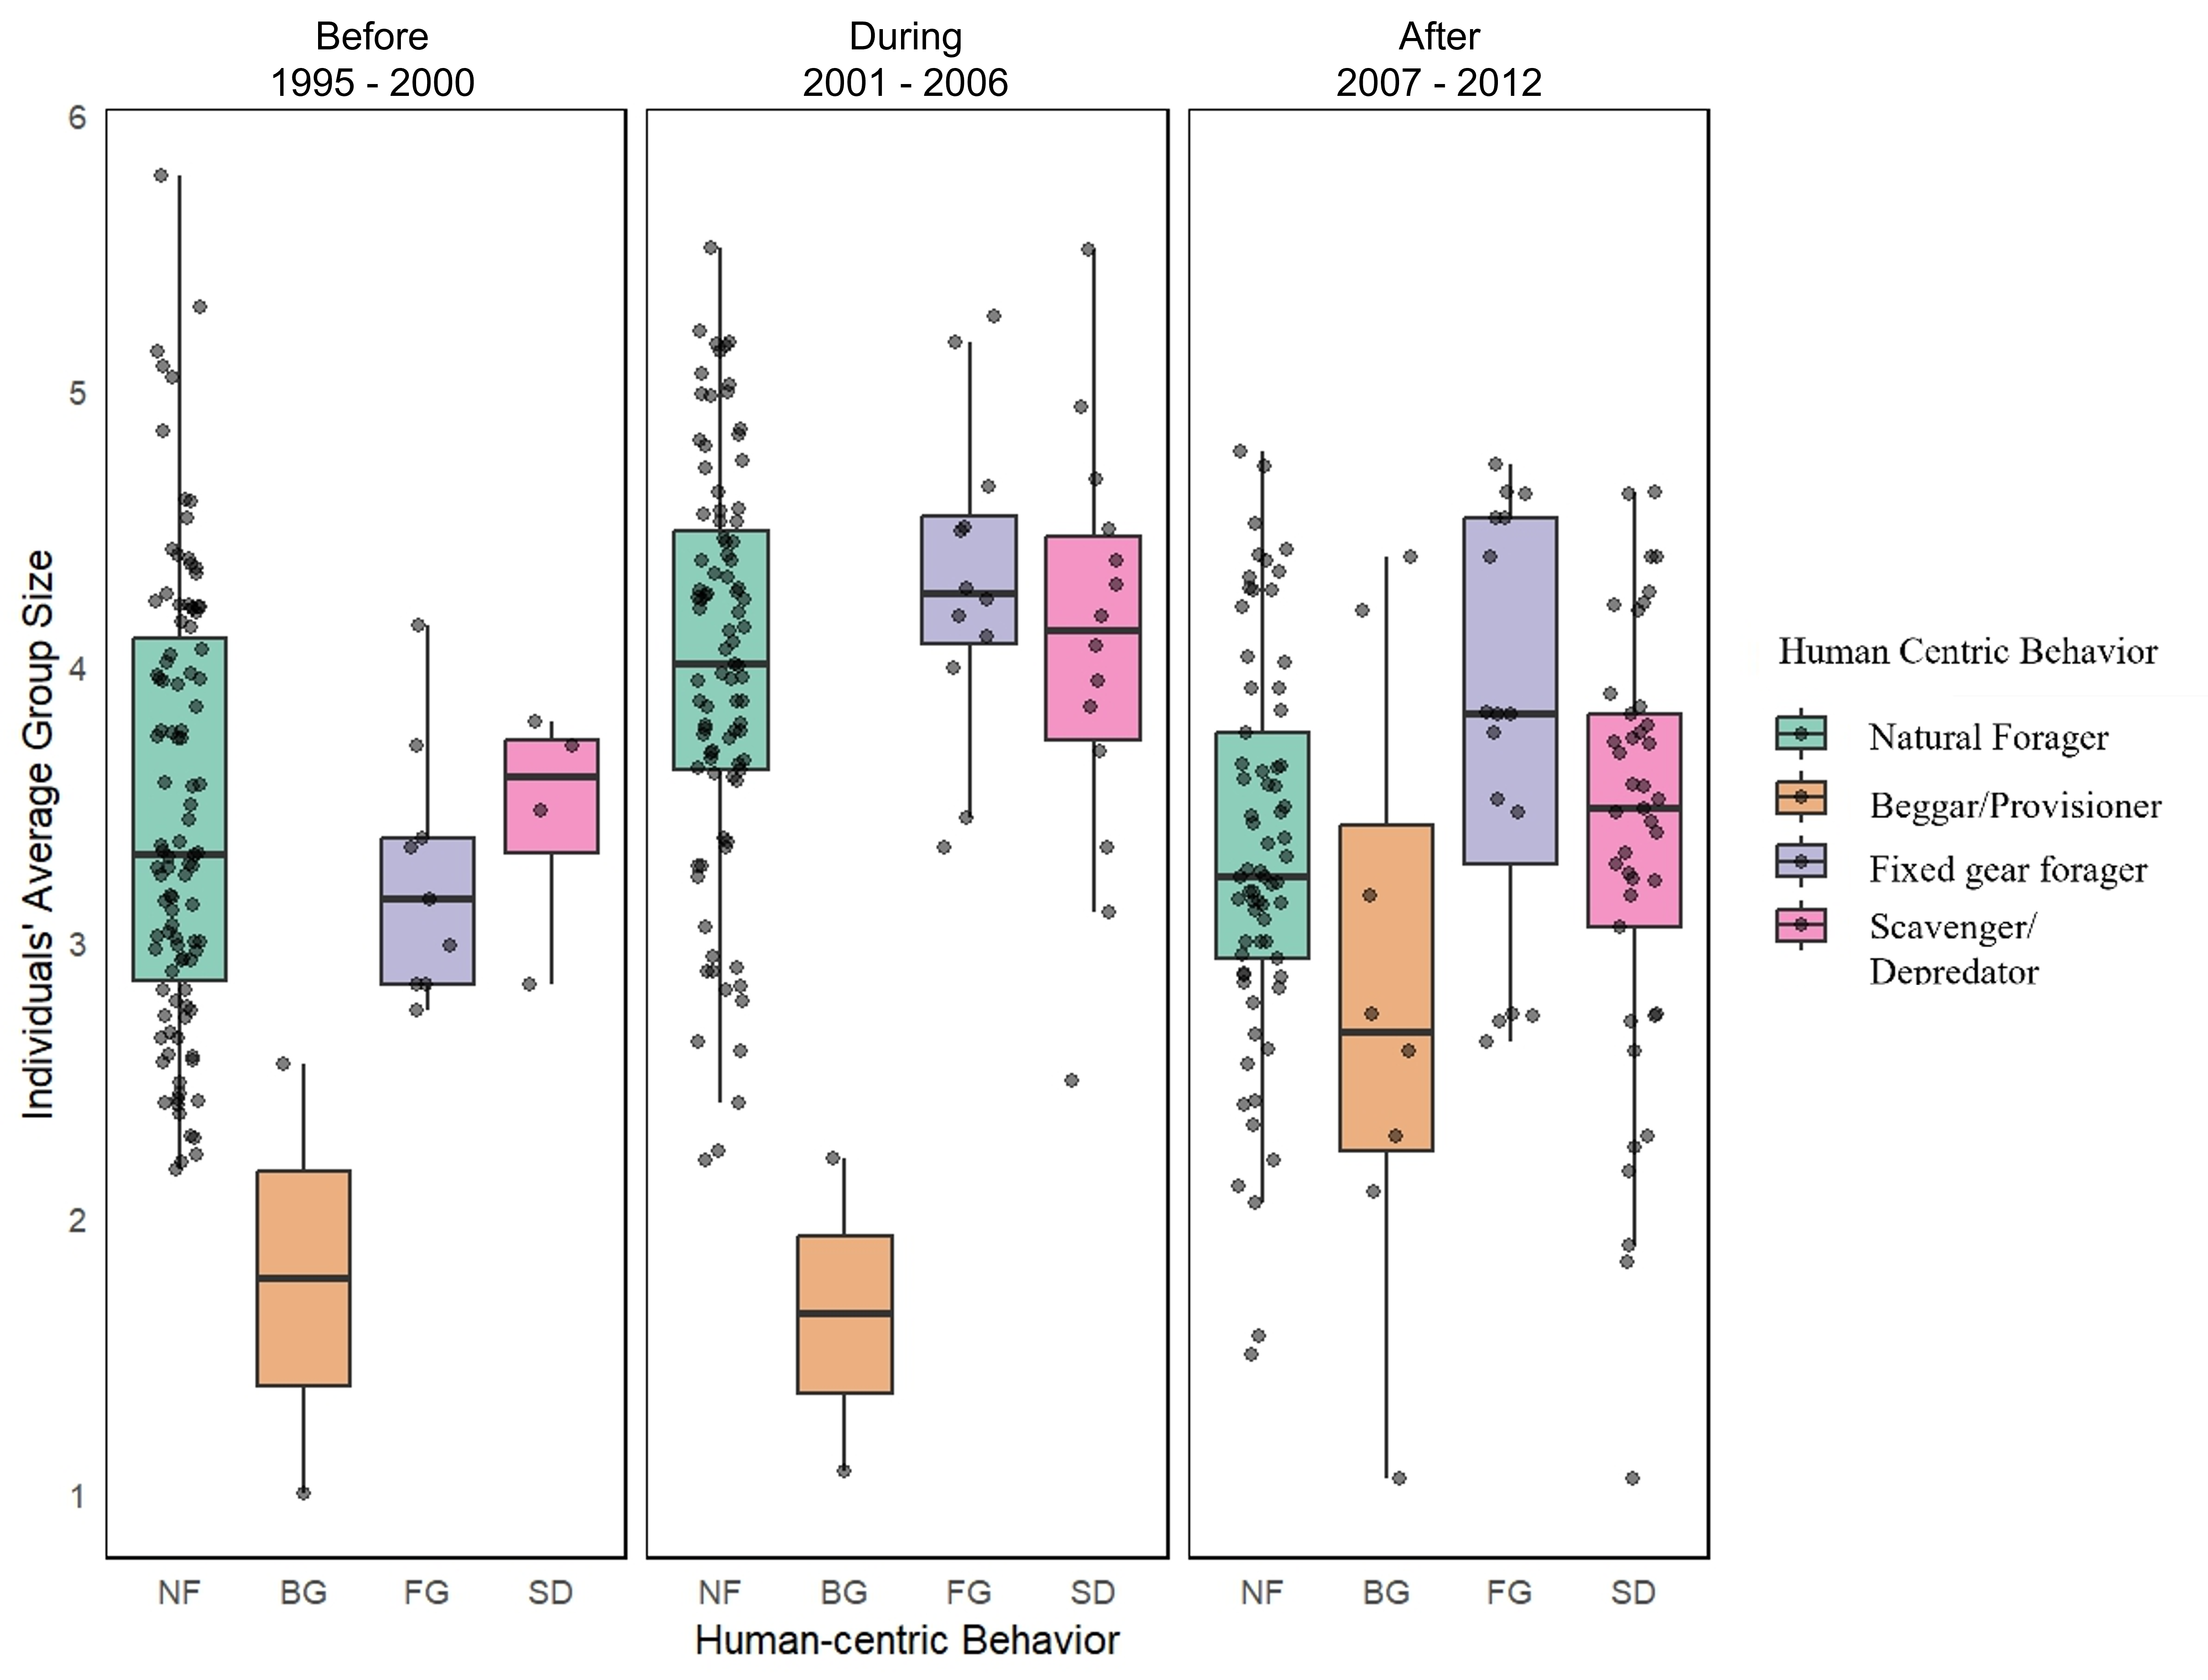 Before
1995 - 2000
During
2001 - 2006
After
2007 - 2012
Individuals' Average Group Size
6
5
4
3
2
1
NF BG FG SD
NF BG FG SD
NF BG FG SD
Human-centric Behavior
Human Centric Behavior
Natural Forager
Beggar/Provisioner
Fixed gear forager
Scavenger/
Depredator